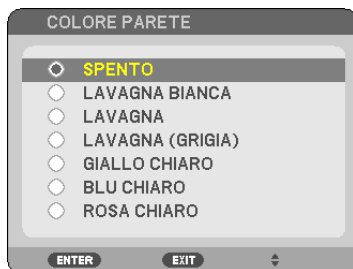 COLORE PARETE
SPENTO
LAVAGNA BIANCA
LAVAGNA
LAVAGNA (GRIGIA)
GIALLO CHIARO
BLU CHIARO
ROSA CHIARO
ENTER EXIT